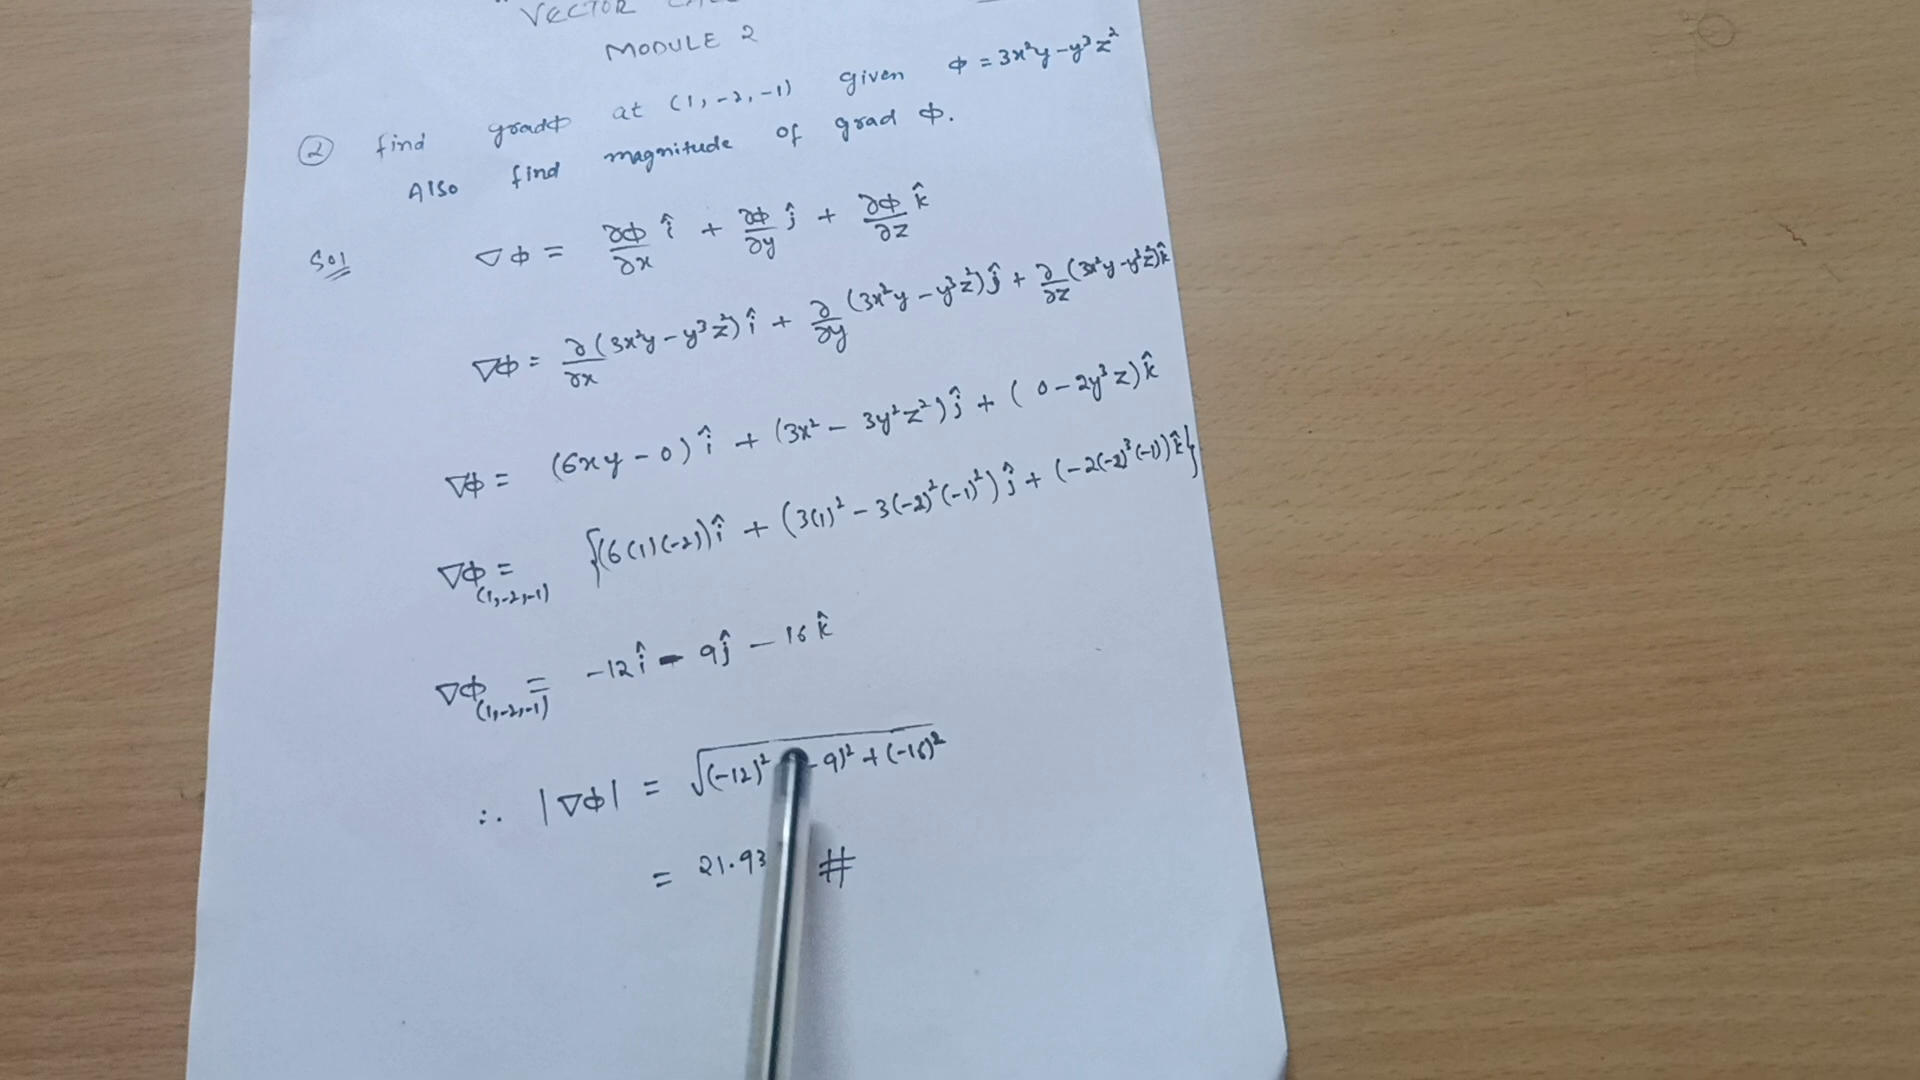 VECTOR
MODULE 2
② find gradϕ at (1, -2, -1) given ϕ = 3x²y - y³z²
Also find magnitude of grad ϕ.
Sol ∇ϕ = ∂ϕ/∂x î + ∂ϕ/∂y ĵ + ∂ϕ/∂z k̂
∇ϕ = ∂/∂x (3x²y - y³z²) î + ∂/∂y (3x²y - y³z²) ĵ + ∂/∂z (3x²y - y³z²) k̂
∇ϕ = (6xy - 0) î + (3x² - 3y²z²) ĵ + (0 - 2y³z) k̂
∇ϕ(1,-2,-1) = {(6(1)(-2)) î + (3(1)² - 3(-2)²(-1)²) ĵ + (-2(-2)³(-1)) k̂}
∇ϕ(1,-2,-1) = -12 î - 9 ĵ - 16 k̂
∴ |∇ϕ| = √(-12)² - 9)² + (-16)²
= 21.93 #